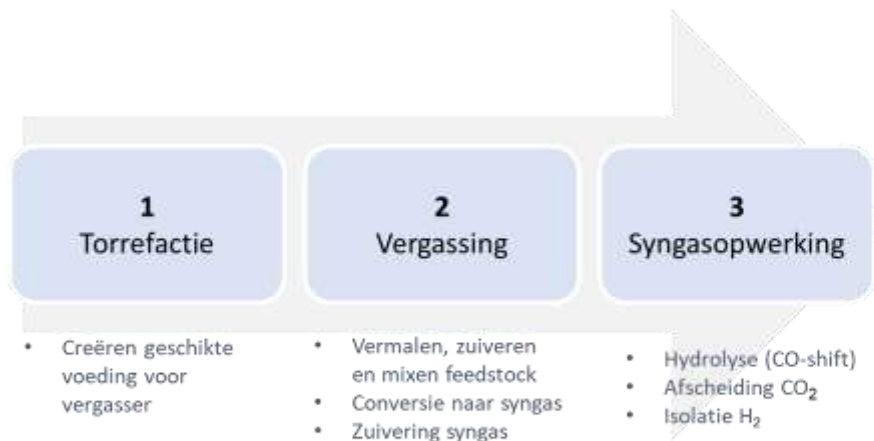 1
Torrefactie
2
Vergassing
3
Syngasopwerking
• Creëren geschikte
voeding voor
vergasser
• Vermalen, zuiveren
en mixen feedstock
• Conversie naar syngas
• Zuivering syngas
• Hydrolyse (CO-shift)
• Afscheiding CO₂
• Isolatie H₂